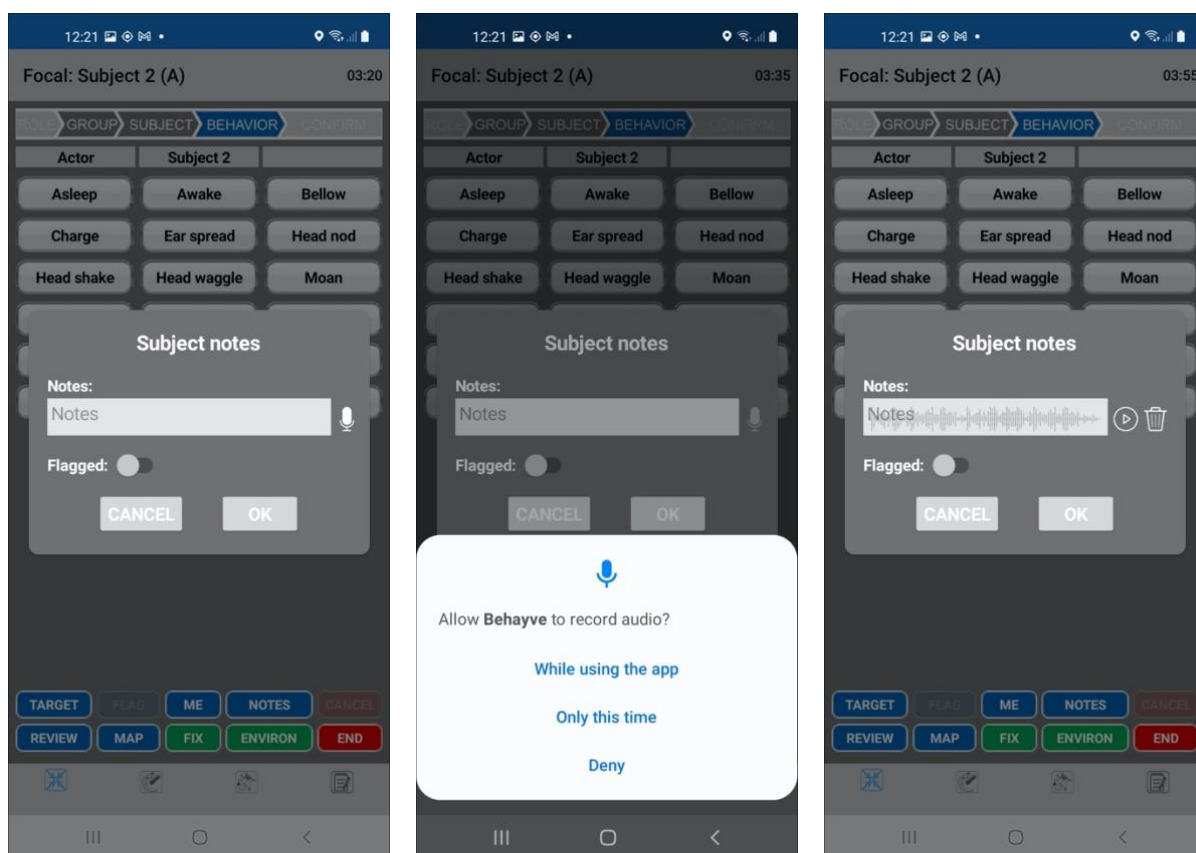 12:21
Focal: Subject 2 (A) 03:20
ROLE GROUP SUBJECT BEHAVIOR CONFIRM
Actor Subject 2
Asleep Awake Bellow
Charge Ear spread Head nod
Head shake Head waggle Moan
Subject notes
Notes:
Notes
Flagged:
CANCEL OK
TARGET FLAG ME NOTES CANCEL
REVIEW MAP FIX ENVIRON END
12:21
Focal: Subject 2 (A) 03:35
ROLE GROUP SUBJECT BEHAVIOR CONFIRM
Actor Subject 2
Asleep Awake Bellow
Charge Ear spread Head nod
Head shake Head waggle Moan
Subject notes
Notes:
Notes
Flagged:
CANCEL OK
Allow Behayve to record audio?
While using the app
Only this time
Deny
12:21
Focal: Subject 2 (A) 03:55
ROLE GROUP SUBJECT BEHAVIOR CONFIRM
Actor Subject 2
Asleep Awake Bellow
Charge Ear spread Head nod
Head shake Head waggle Moan
Subject notes
Notes:
Notes
Flagged:
CANCEL OK
TARGET FLAG ME NOTES CANCEL
REVIEW MAP FIX ENVIRON END